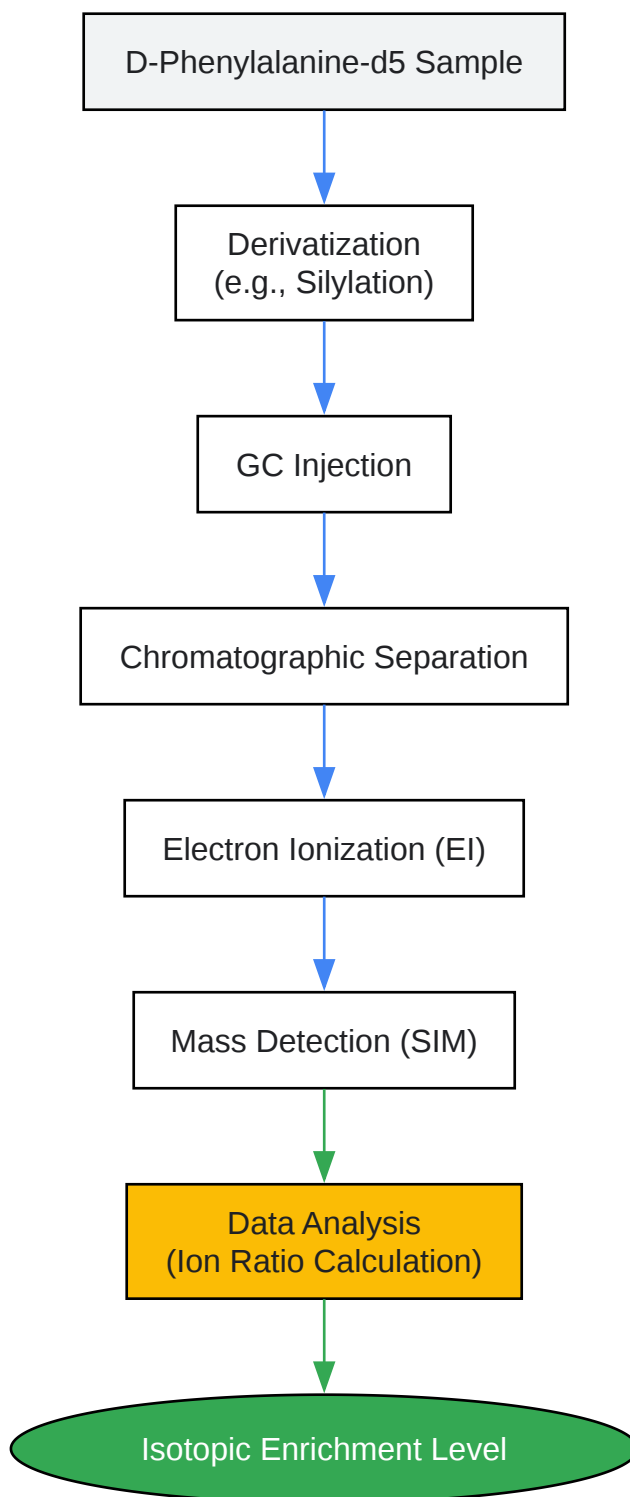 D-Phenylalanine-d5 Sample
Derivatization
(e.g., Silylation)
GC Injection
Chromatographic Separation
Electron Ionization (EI)
Mass Detection (SIM)
Data Analysis
(Ion Ratio Calculation)
Isotopic Enrichment Level